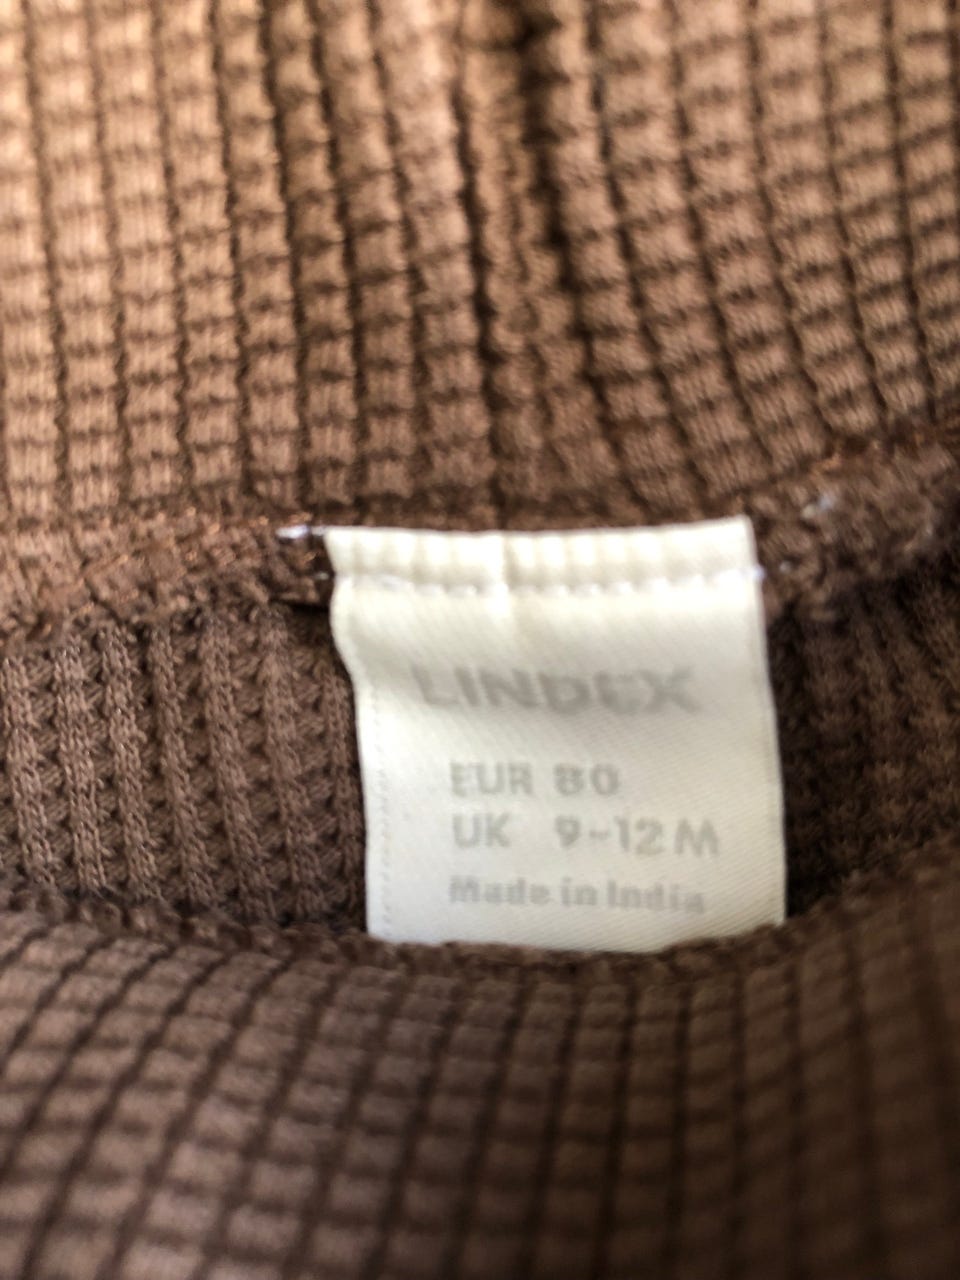 LINDEX
EUR 80
UK 9-12 M
Made in India